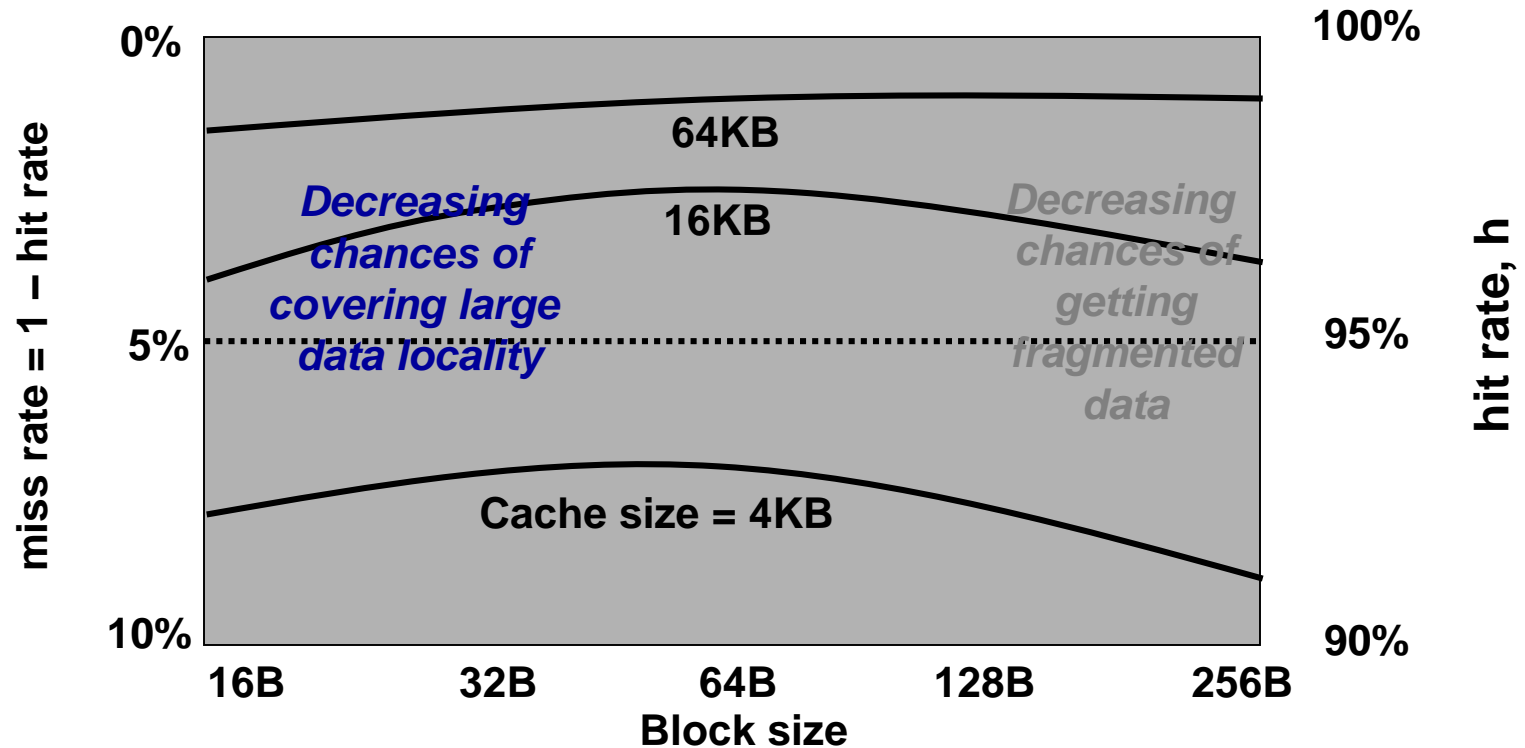 0%
100%
64KB
Decreasing
chances of
covering large
data locality
16KB
Decreasing
chances of
getting
fragmented
data
miss rate = 1 – hit rate
hit rate, h
5%
95%
Cache size = 4KB
10%
90%
16B 32B 64B 128B 256B
Block size